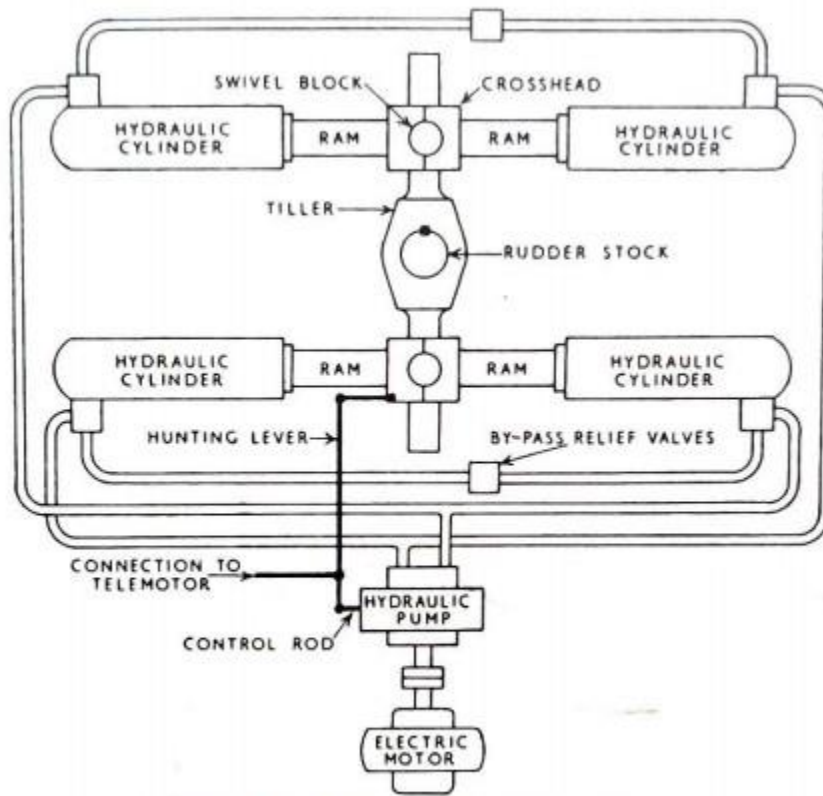 SWIVEL BLOCK
CROSSHEAD
HYDRAULIC
CYLINDER
RAM
RAM
HYDRAULIC
CYLINDER
TILLER
RUDDER STOCK
HYDRAULIC
CYLINDER
RAM
RAM
HYDRAULIC
CYLINDER
HUNTING LEVER
BY-PASS RELIEF VALVES
CONNECTION TO
TELEMOTOR
HYDRAULIC
PUMP
CONTROL ROD
ELECTRIC
MOTOR